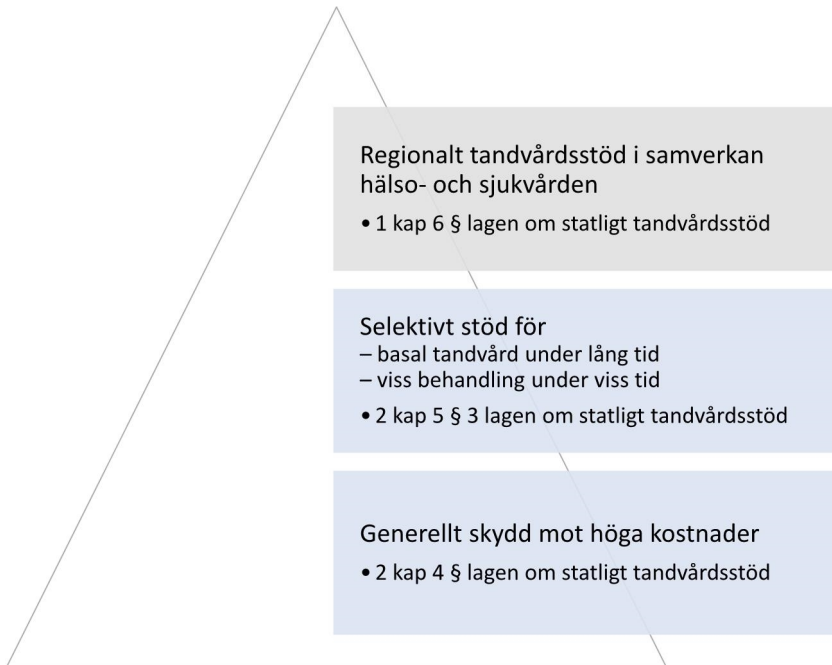 Regionalt tandvårdsstöd i samverkan
hälso- och sjukvården
• 1 kap 6 § lagen om statligt tandvårdsstöd
Selektivt stöd för
– basal tandvård under lång tid
– viss behandling under viss tid
• 2 kap 5 § 3 lagen om statligt tandvårdsstöd
Generellt skydd mot höga kostnader
• 2 kap 4 § lagen om statligt tandvårdsstöd